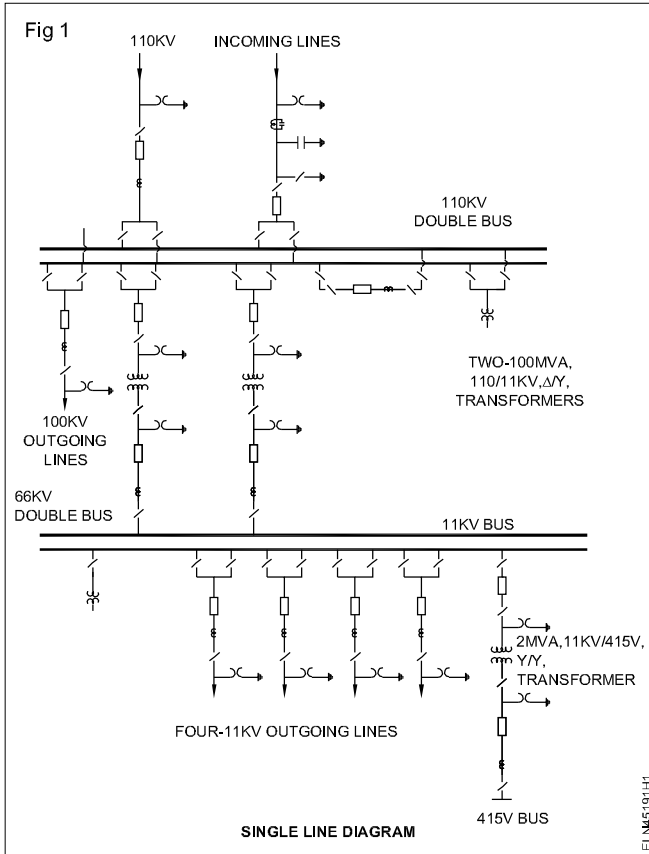 Fig 1
110KV
INCOMING LINES
110KV
DOUBLE BUS
TWO-100MVA,
110/11KV,Δ/Y,
TRANSFORMERS
100KV
OUTGOING
LINES
66KV
DOUBLE BUS
11KV BUS
2MVA,11KV/415V,
Y/Y,
TRANSFORMER
FOUR-11KV OUTGOING LINES
415V BUS
SINGLE LINE DIAGRAM
ELN45191H1